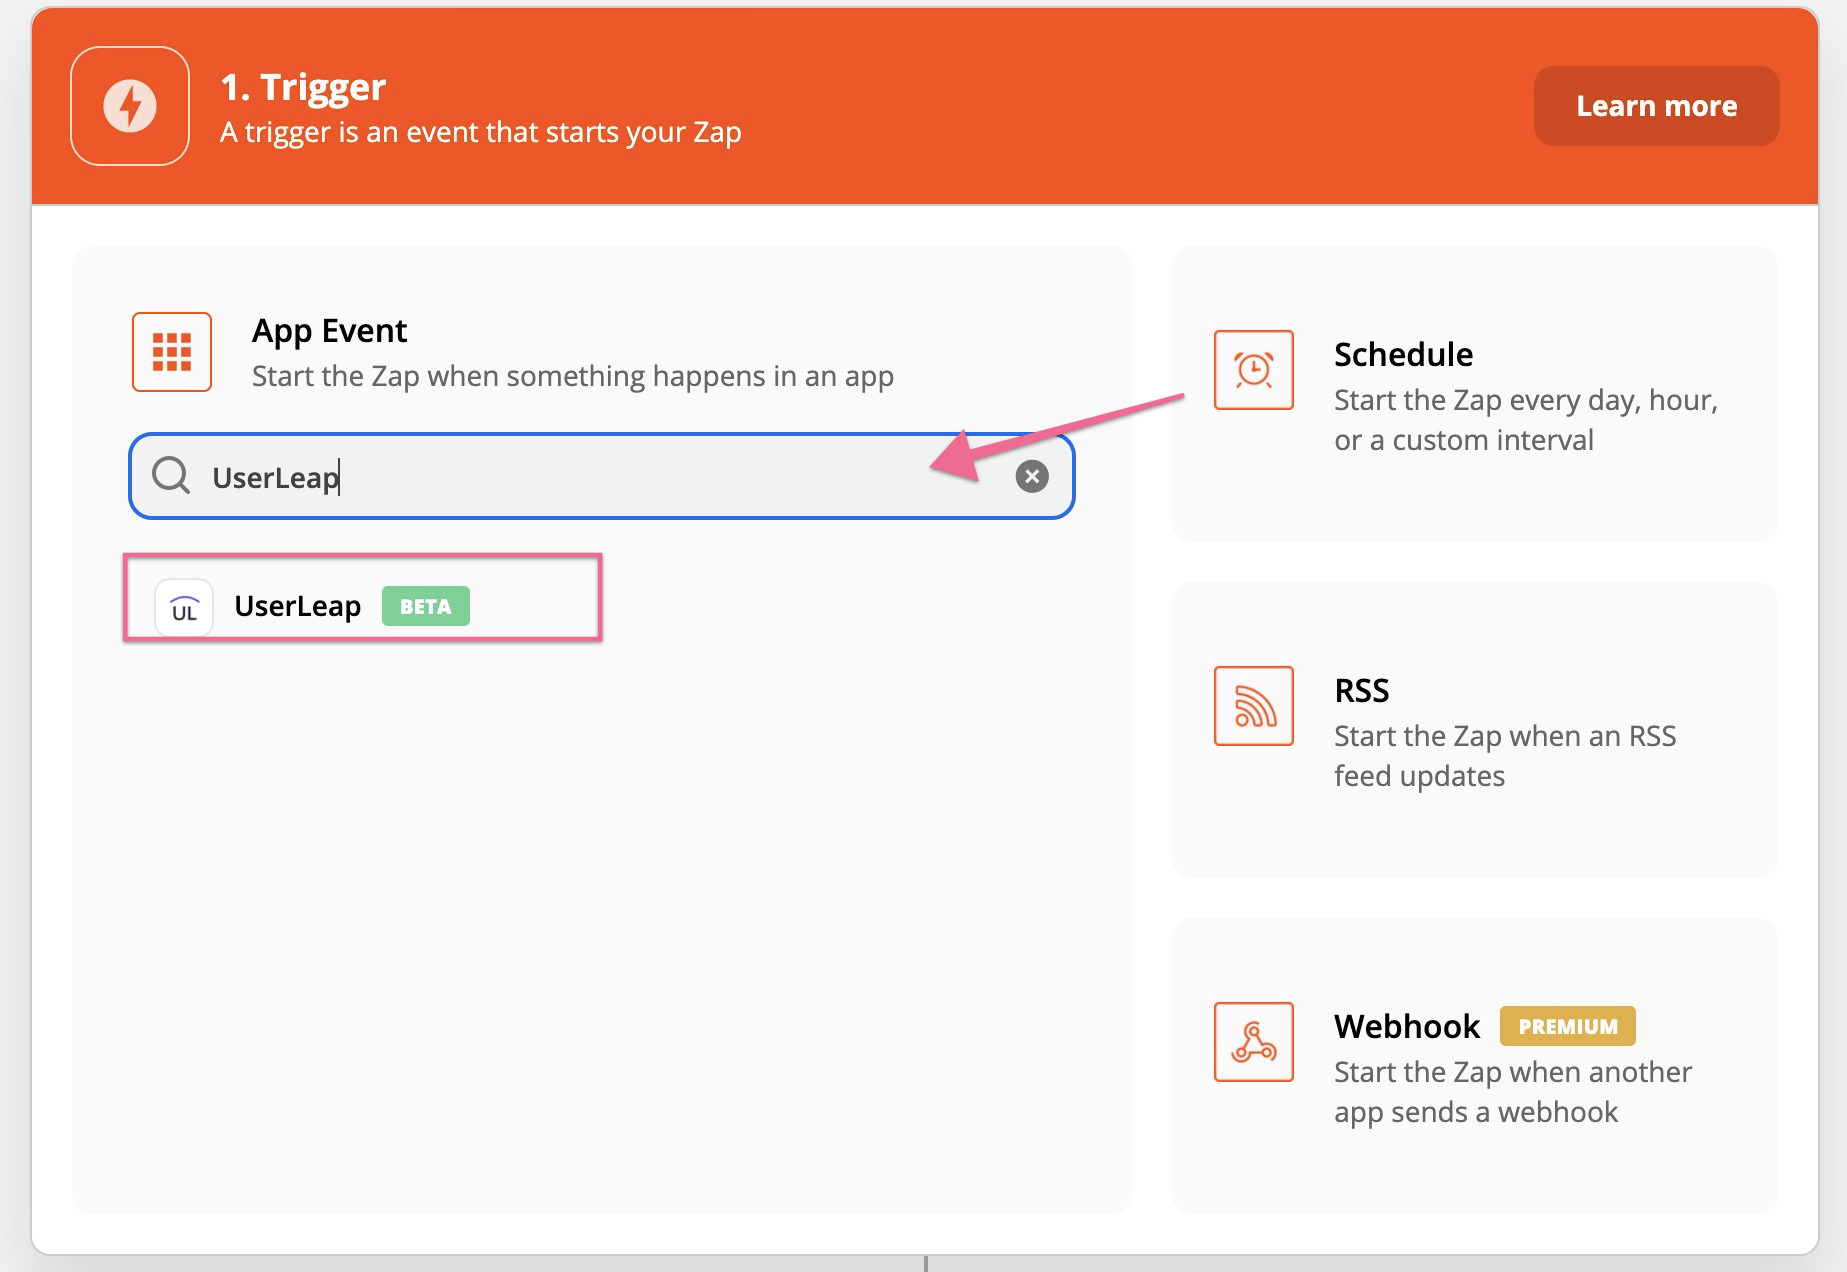 1. Trigger
A trigger is an event that starts your Zap
Learn more
App Event
Start the Zap when something happens in an app
UserLeap
UL
UserLeap BETA
Schedule
Start the Zap every day, hour,
or a custom interval
RSS
Start the Zap when an RSS
feed updates
Webhook PREMIUM
Start the Zap when another
app sends a webhook